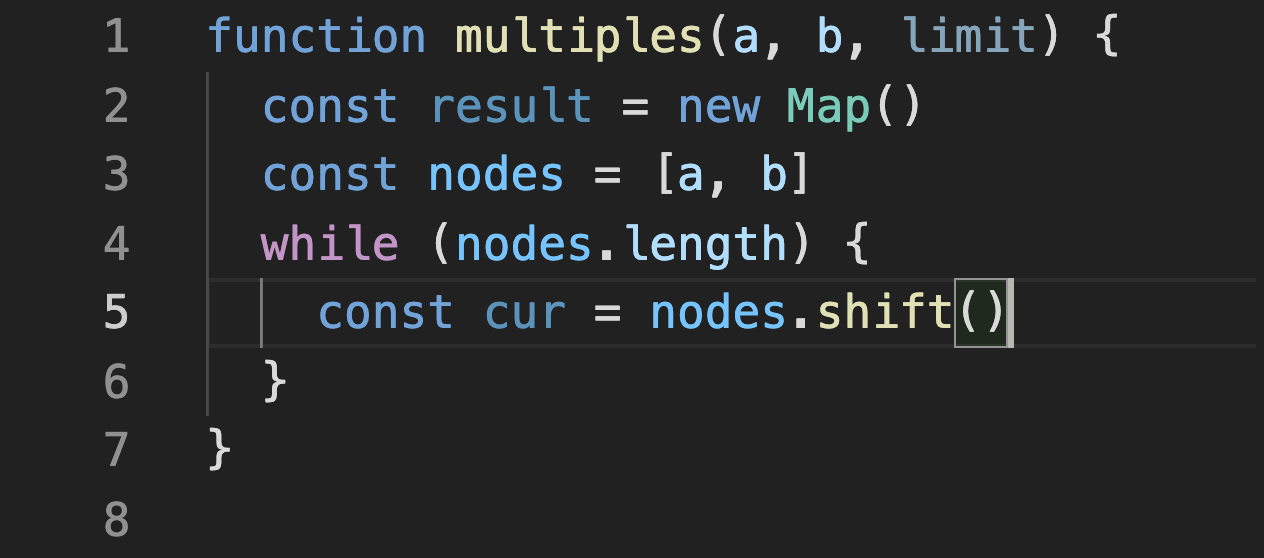 1 function multiples(a, b, limit) {
2   const result = new Map()
3   const nodes = [a, b]
4   while (nodes.length) {
5     const cur = nodes.shift()
6   }
7 }
8